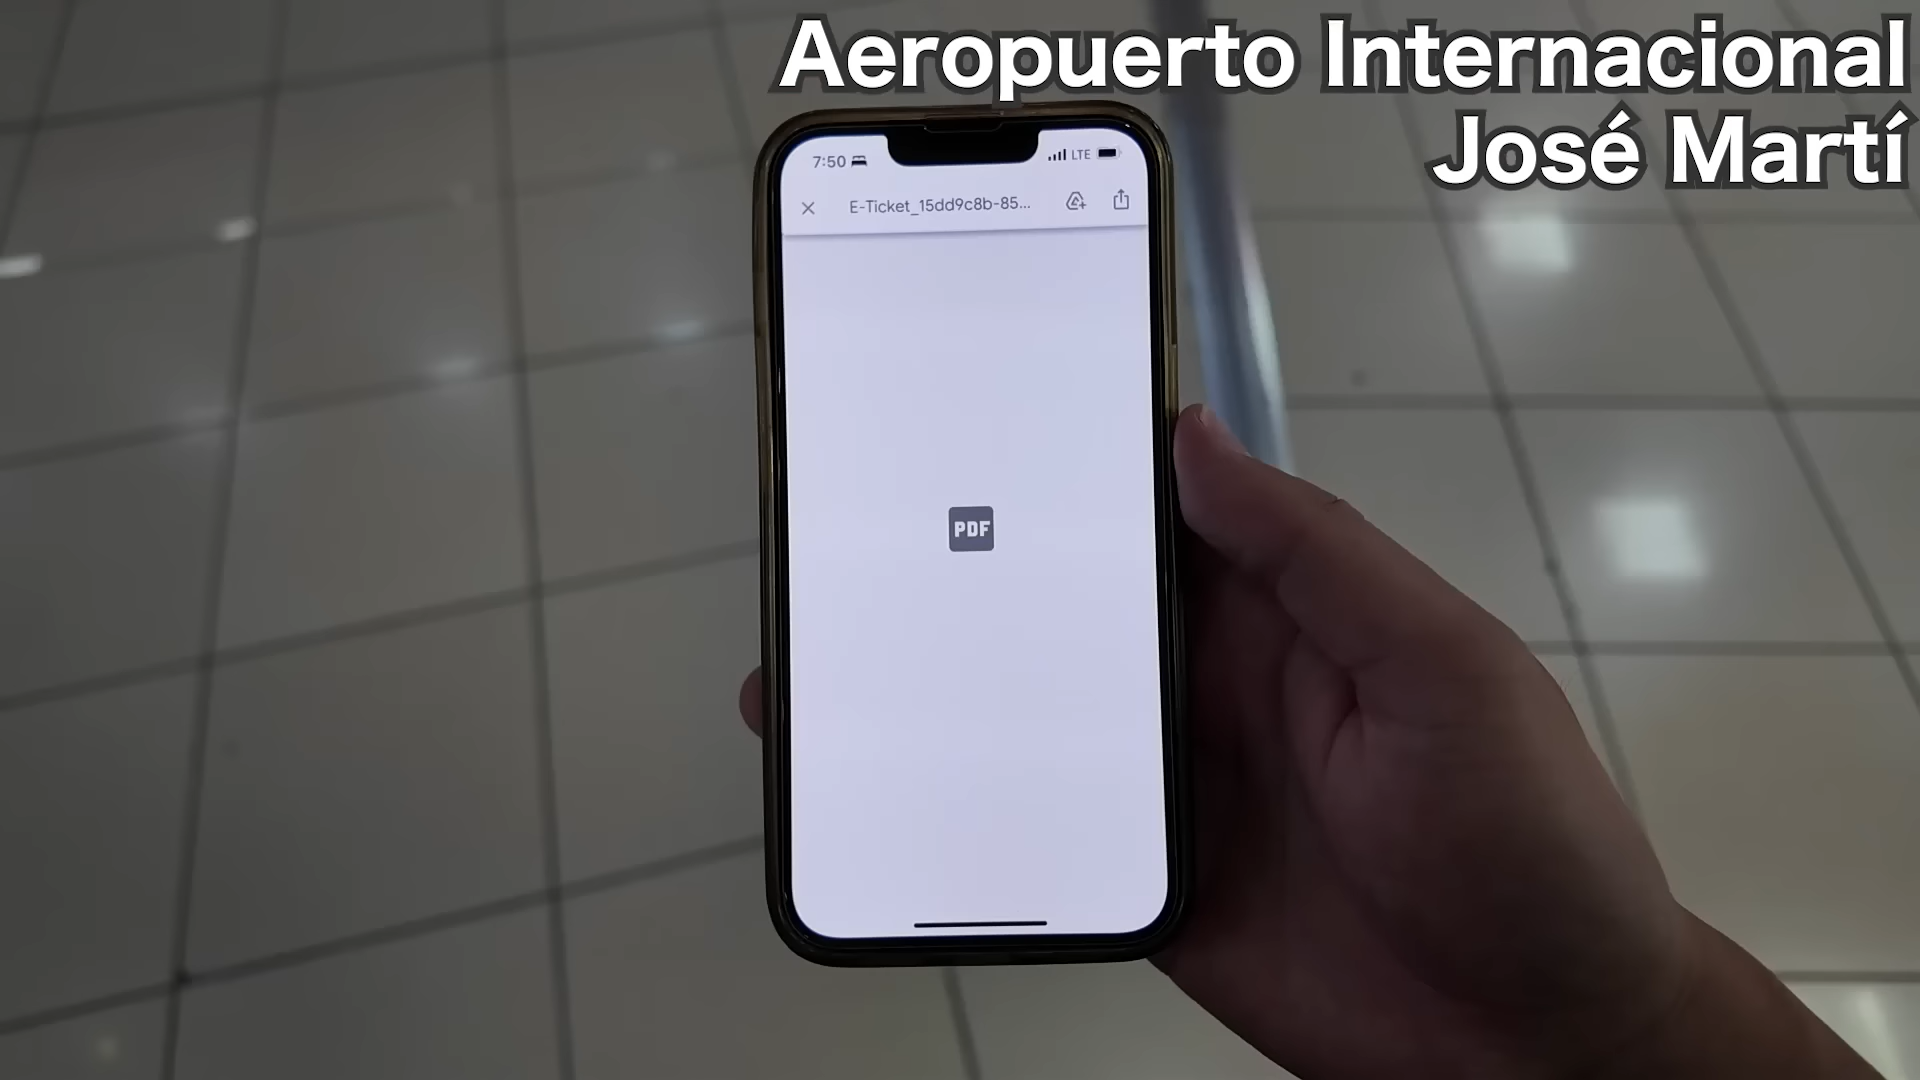 Aeropuerto Internacional
José Martí
7:50
LTE
E-Ticket_15dd9c8b-85...
PDF